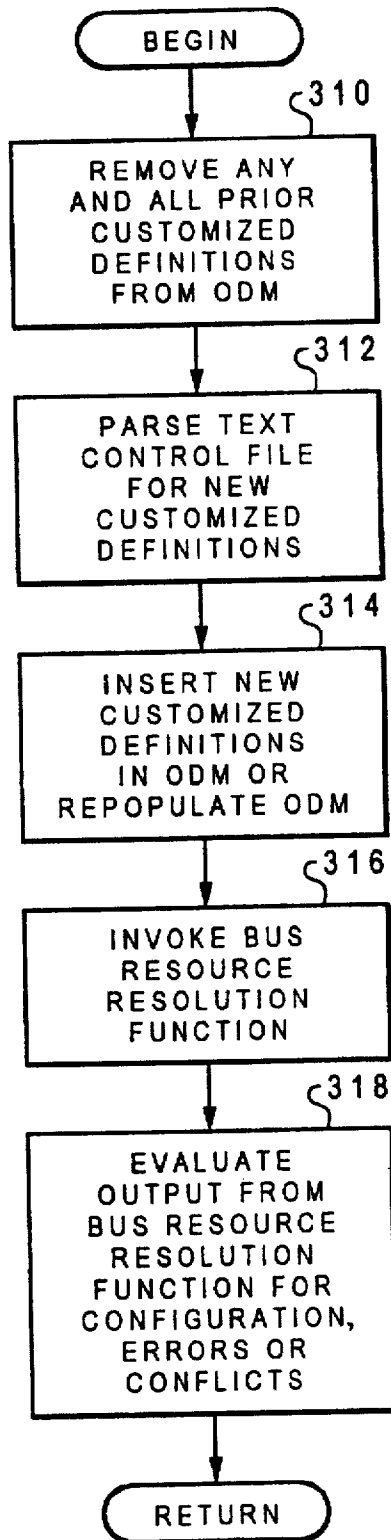 BEGIN
310
REMOVE ANY
AND ALL PRIOR
CUSTOMIZED
DEFINITIONS
FROM ODM
312
PARSE TEXT
CONTROL FILE
FOR NEW
CUSTOMIZED
DEFINITIONS
314
INSERT NEW
CUSTOMIZED
DEFINITIONS
IN ODM OR
REPOPULATE ODM
316
INVOKE BUS
RESOURCE
RESOLUTION
FUNCTION
318
EVALUATE
OUTPUT FROM
BUS RESOURCE
RESOLUTION
FUNCTION FOR
CONFIGURATION,
ERRORS OR
CONFLICTS
RETURN